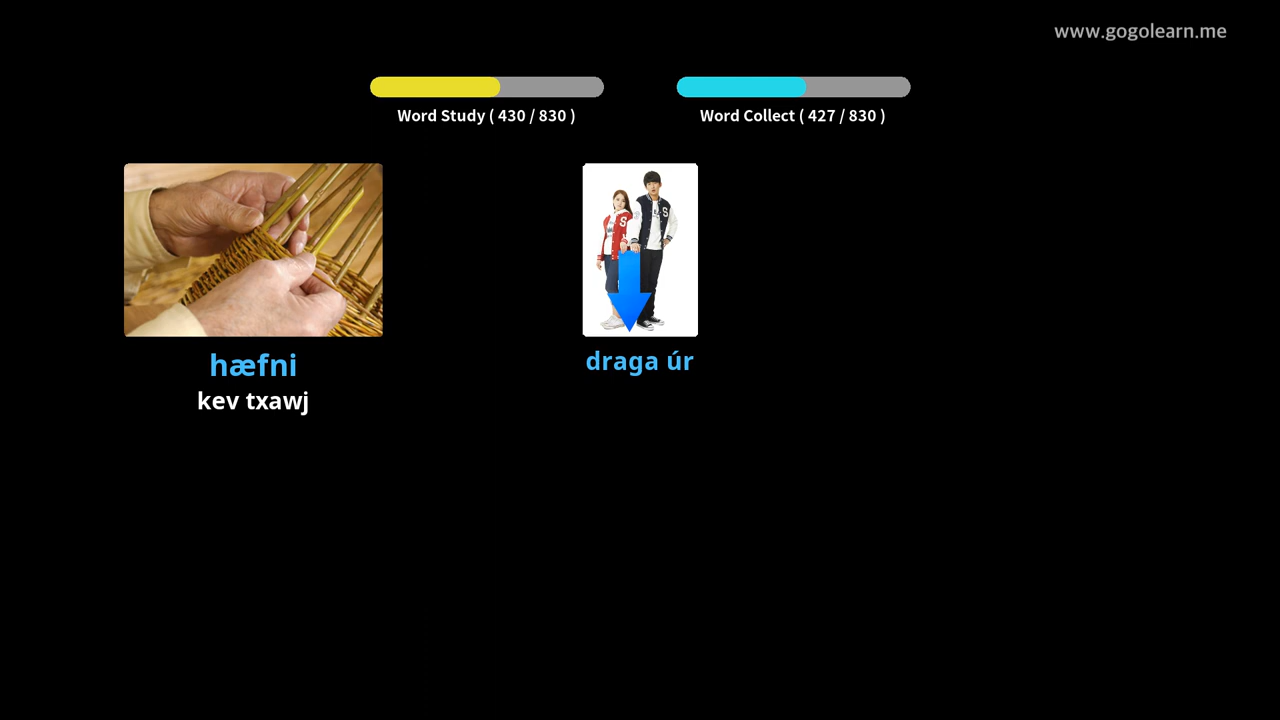 www.gogolearn.me
Word Study ( 430 / 830 )
Word Collect ( 427 / 830 )
hæfni
kev txawj
draga úr